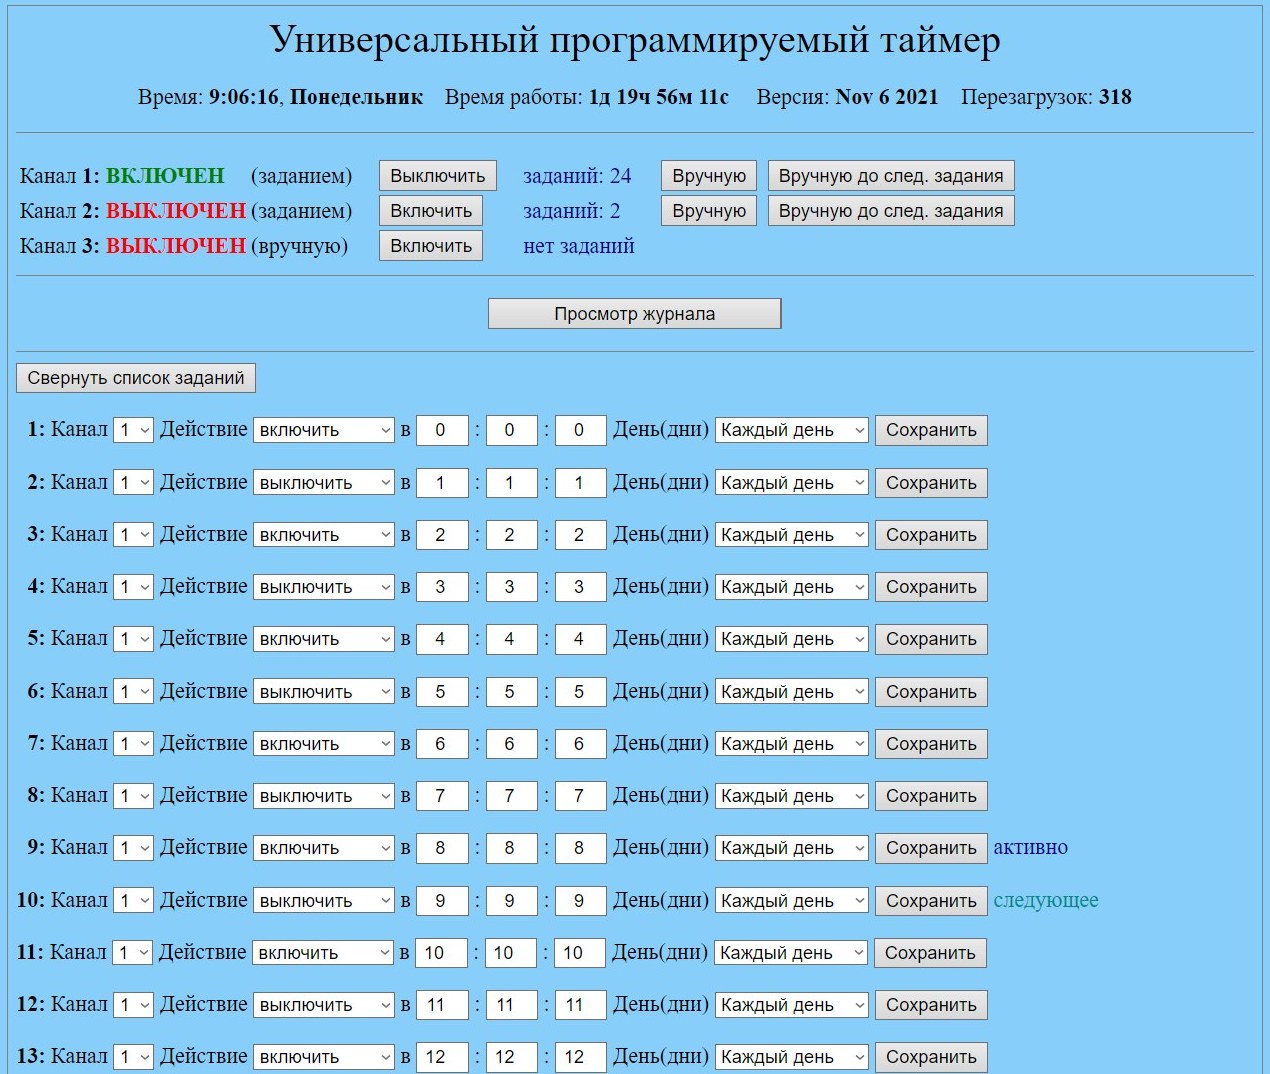 Универсальный программируемый таймер
Время: 9:06:16, Понедельник Время работы: 1д 19ч 56м 11с Версия: Nov 6 2021 Перезагрузок: 318
Канал 1: ВКЛЮЧЕН (заданием) Выключить заданий: 24 Вручную Вручную до след. задания
Канал 2: ВЫКЛЮЧЕН (заданием) Включить заданий: 2 Вручную Вручную до след. задания
Канал 3: ВЫКЛЮЧЕН (вручную) Включить нет заданий
Просмотр журнала
Свернуть список заданий
1: Канал 1 Действие включить в 0 : 0 : 0 День(дни) Каждый день Сохранить
2: Канал 1 Действие выключить в 1 : 1 : 1 День(дни) Каждый день Сохранить
3: Канал 1 Действие включить в 2 : 2 : 2 День(дни) Каждый день Сохранить
4: Канал 1 Действие выключить в 3 : 3 : 3 День(дни) Каждый день Сохранить
5: Канал 1 Действие включить в 4 : 4 : 4 День(дни) Каждый день Сохранить
6: Канал 1 Действие выключить в 5 : 5 : 5 День(дни) Каждый день Сохранить
7: Канал 1 Действие включить в 6 : 6 : 6 День(дни) Каждый день Сохранить
8: Канал 1 Действие выключить в 7 : 7 : 7 День(дни) Каждый день Сохранить
9: Канал 1 Действие включить в 8 : 8 : 8 День(дни) Каждый день Сохранить активно
10: Канал 1 Действие выключить в 9 : 9 : 9 День(дни) Каждый день Сохранить следующее
11: Канал 1 Действие включить в 10 : 10 : 10 День(дни) Каждый день Сохранить
12: Канал 1 Действие выключить в 11 : 11 : 11 День(дни) Каждый день Сохранить
13: Канал 1 Действие включить в 12 : 12 : 12 День(дни) Каждый день Сохранить